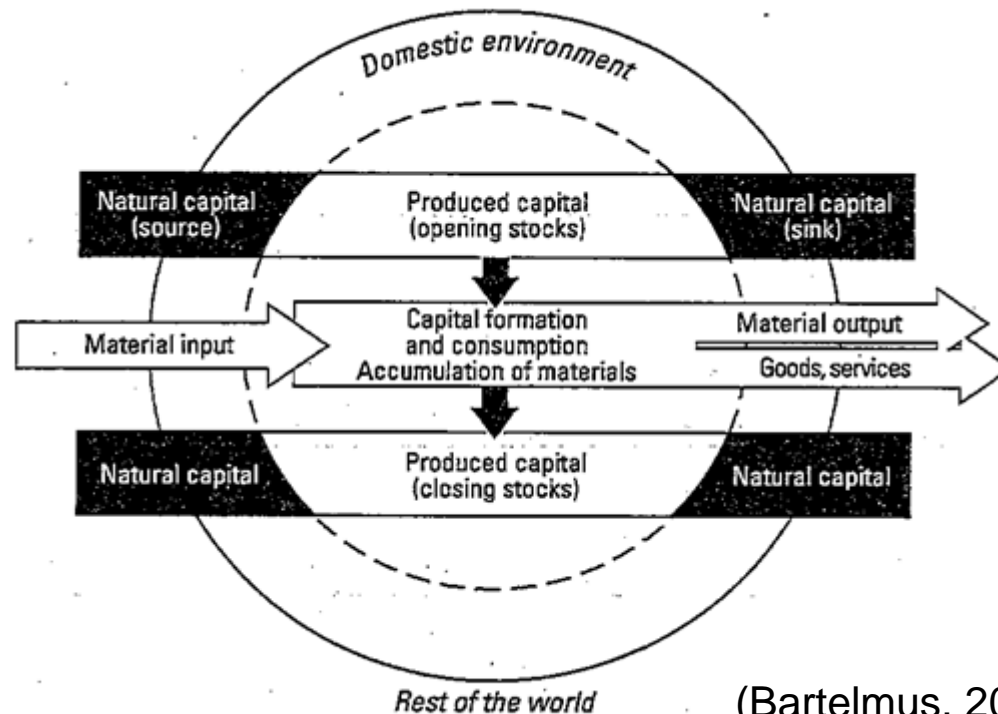 Domestic environment
Natural capital
(source)
Produced capital
(opening stocks)
Natural capital
(sink)
Material input
Capital formation
and consumption
Accumulation of materials
Material output
Goods, services
Natural capital
Produced capital
(closing stocks)
Natural capital
Rest of the world
(Bartelmus, 20